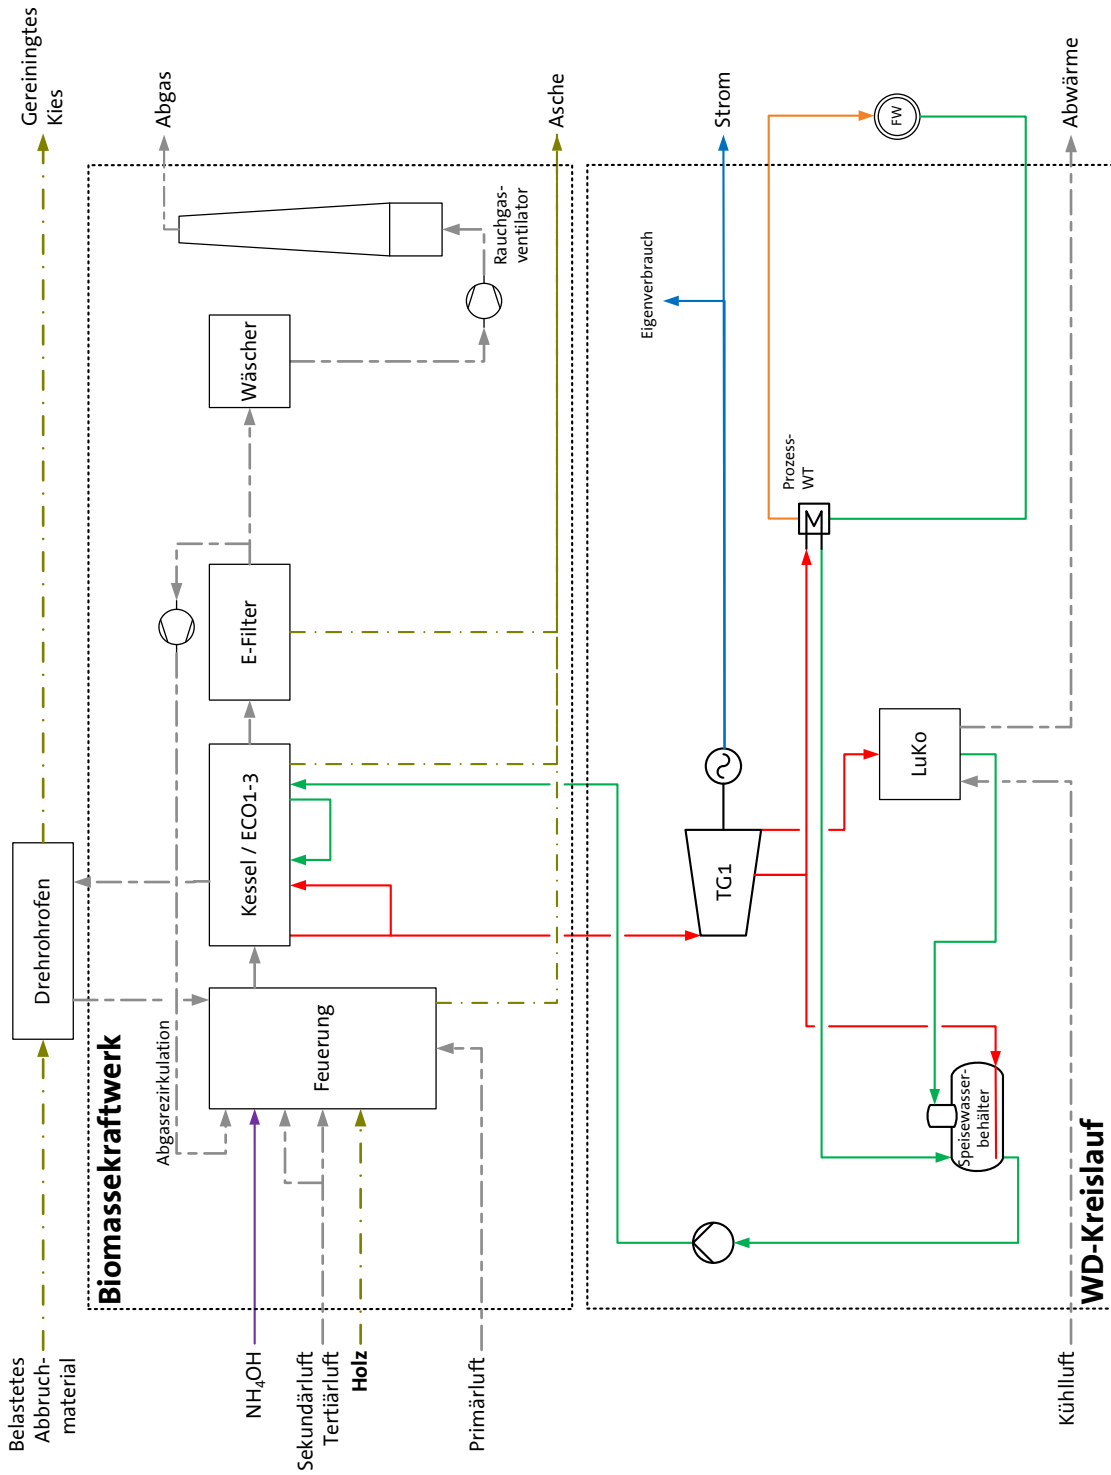 Belastetes
Abbruch-
material
Drehrohrofen
Gereiningtes
Kies
Biomassekraftwerk
NH₄OH
Sekundärluft
Tertiärluft
Holz
Primärluft
Abgasrezirkulation
Feuerung
Kessel / ECO1-3
E-Filter
Wäscher
Rauchgas-
ventilator
Abgas
Asche
WD-Kreislauf
Kühlluft
Speisewasser-
behälter
TG1
LuKo
Prozess-
WT
Eigenverbrauch
Strom
FW
Abwärme